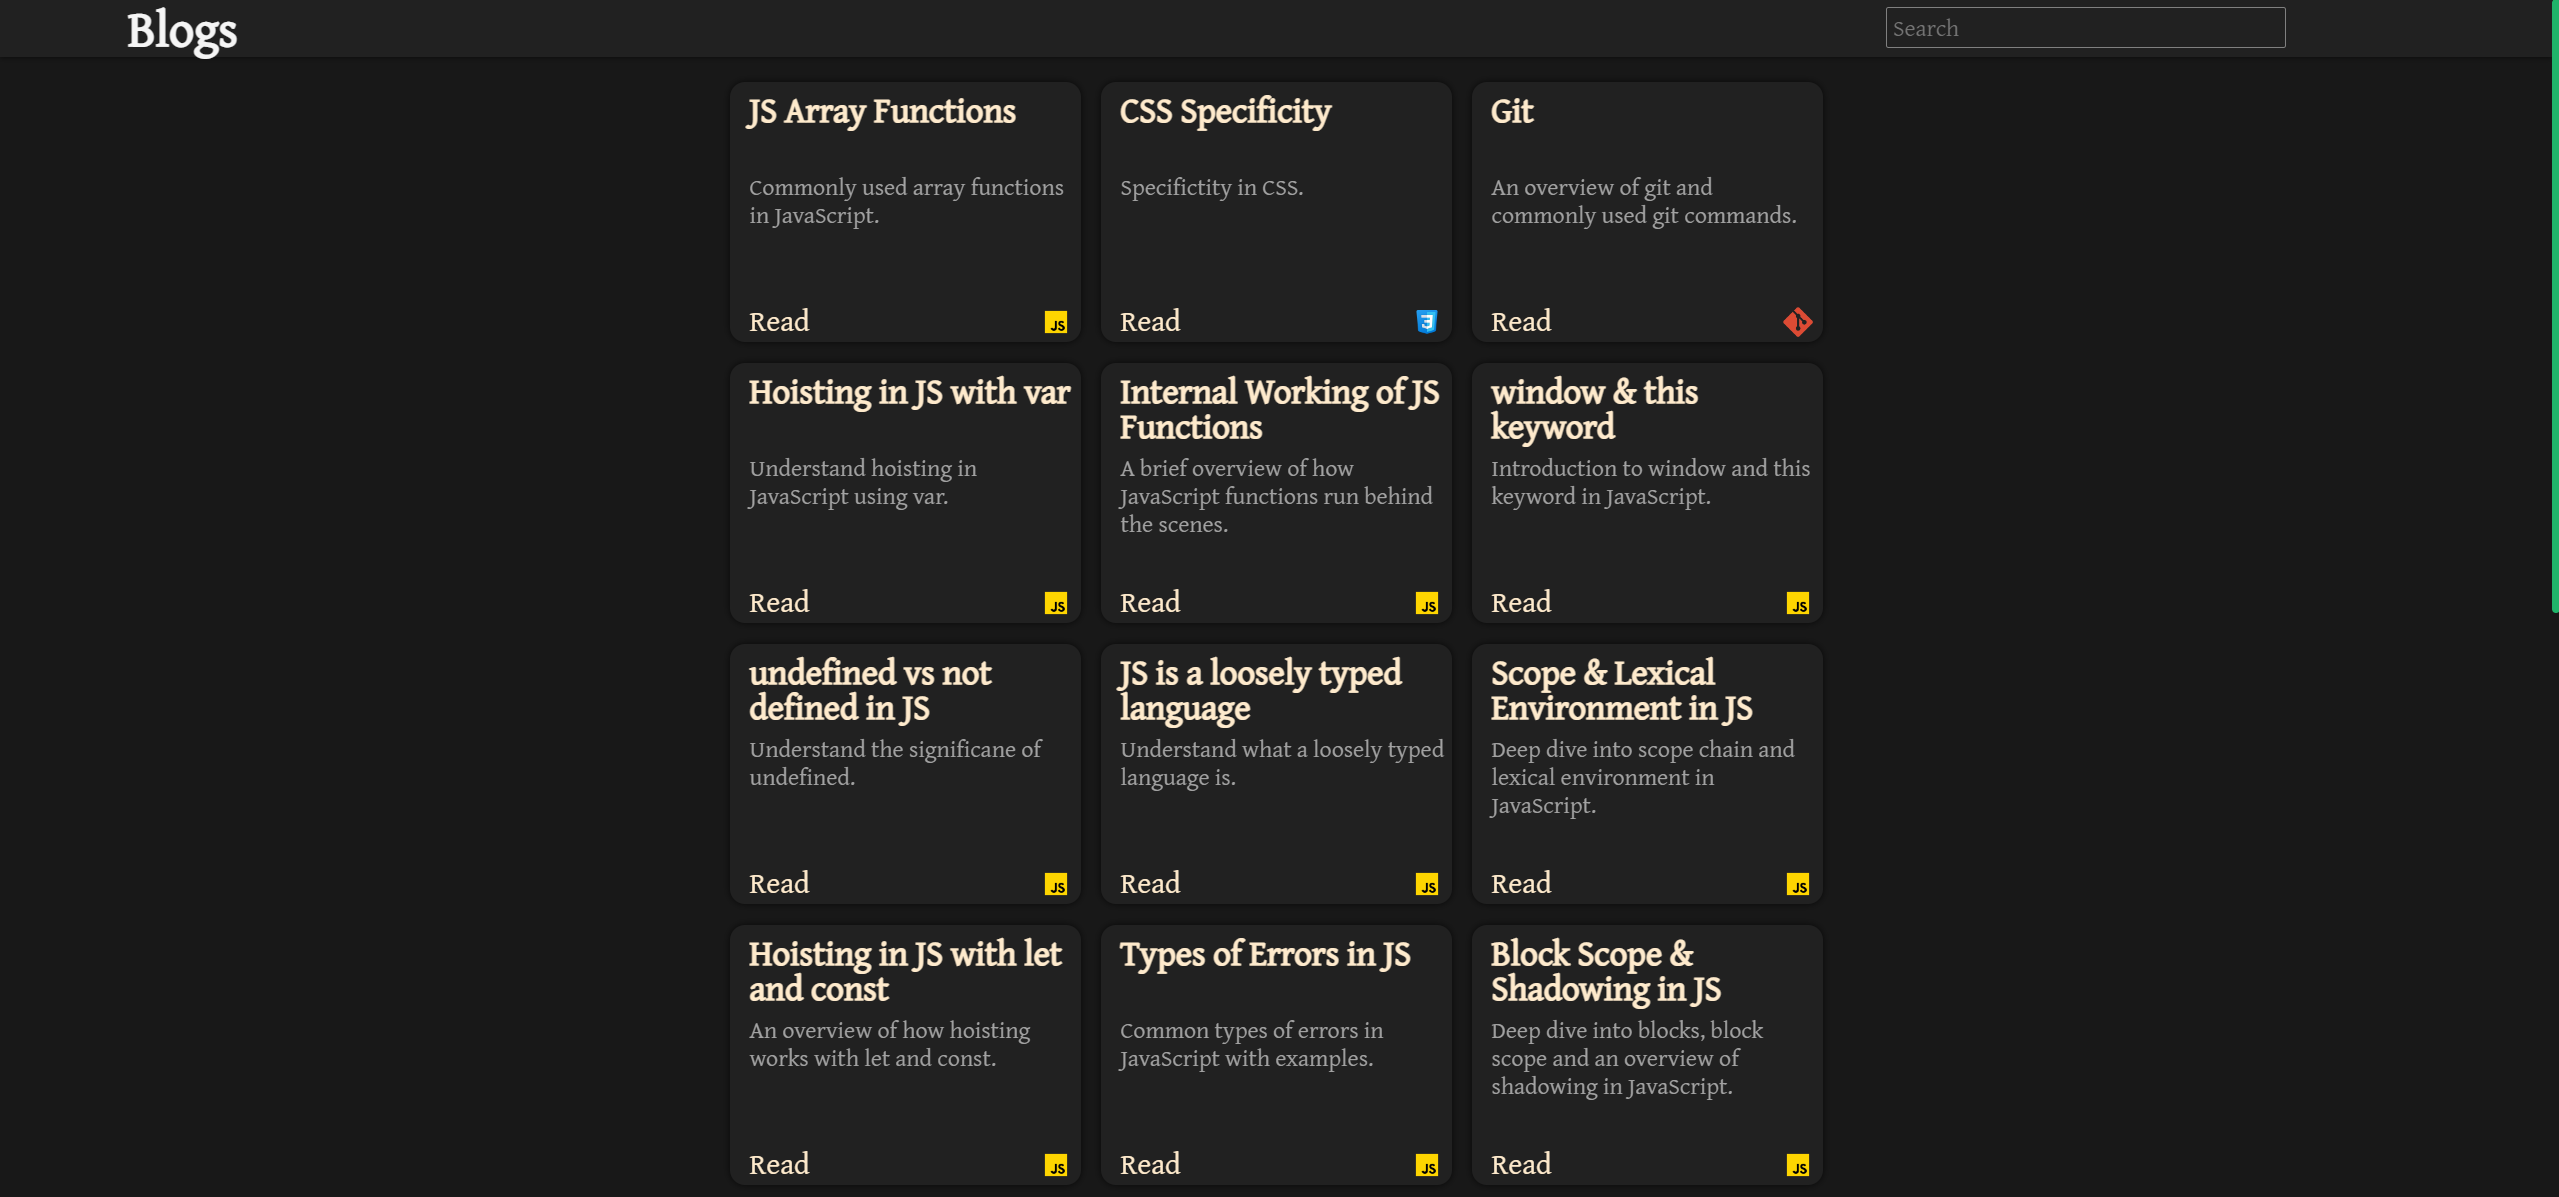 Blogs
Search
JS Array Functions
Commonly used array functions
in JavaScript.
Read
JS
CSS Specificity
Specifictity in CSS.
Read
3
Git
An overview of git and
commonly used git commands.
Read
Hoisting in JS with var
Understand hoisting in
JavaScript using var.
Read
JS
Internal Working of JS
Functions
A brief overview of how
JavaScript functions run behind
the scenes.
Read
JS
window & this
keyword
Introduction to window and this
keyword in JavaScript.
Read
JS
undefined vs not
defined in JS
Understand the significane of
undefined.
Read
JS
JS is a loosely typed
language
Understand what a loosely typed
language is.
Read
JS
Scope & Lexical
Environment in JS
Deep dive into scope chain and
lexical environment in
JavaScript.
Read
JS
Hoisting in JS with let
and const
An overview of how hoisting
works with let and const.
Read
JS
Types of Errors in JS
Common types of errors in
JavaScript with examples.
Read
JS
Block Scope &
Shadowing in JS
Deep dive into blocks, block
scope and an overview of
shadowing in JavaScript.
Read
JS